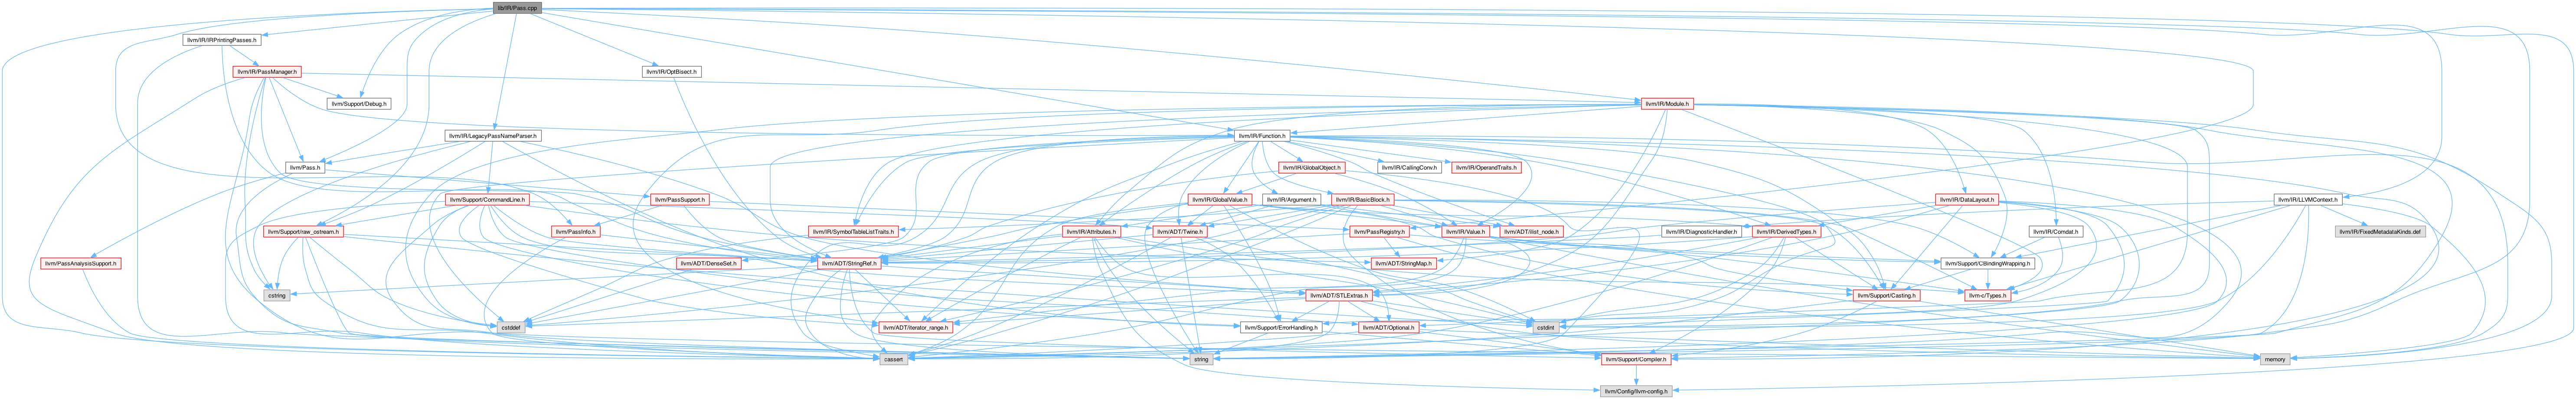 lib/IR/Pass.cpp
llvm/IR/IRPrintingPasses.h
llvm/IR/PassManager.h
llvm/IR/OptBisect.h
llvm/Support/Debug.h
llvm/IR/Module.h
llvm/IR/LegacyPassNameParser.h
llvm/IR/Function.h
llvm/Pass.h
llvm/IR/GlobalObject.h
llvm/IR/CallingConv.h
llvm/IR/OperandTraits.h
llvm/Support/CommandLine.h
llvm/PassSupport.h
llvm/IR/GlobalValue.h
llvm/IR/Argument.h
llvm/IR/BasicBlock.h
llvm/IR/DataLayout.h
llvm/IR/LLVMContext.h
llvm/Support/raw_ostream.h
llvm/PassInfo.h
llvm/IR/SymbolTableListTraits.h
llvm/IR/Attributes.h
llvm/ADT/Twine.h
llvm/PassRegistry.h
llvm/IR/Value.h
llvm/ADT/ilist_node.h
llvm/IR/DiagnosticHandler.h
llvm/IR/DerivedTypes.h
llvm/IR/Comdat.h
llvm/IR/FixedMetadataKinds.def
llvm/PassAnalysisSupport.h
llvm/ADT/DenseSet.h
llvm/ADT/StringRef.h
llvm/ADT/StringMap.h
llvm/Support/CBindingWrapping.h
cstring
llvm/ADT/STLExtras.h
llvm/Support/Casting.h
llvm-c/Types.h
cstddef
llvm/ADT/iterator_range.h
llvm/Support/ErrorHandling.h
llvm/ADT/Optional.h
cstdint
cassert
string
llvm/Support/Compiler.h
memory
llvm/Config/llvm-config.h